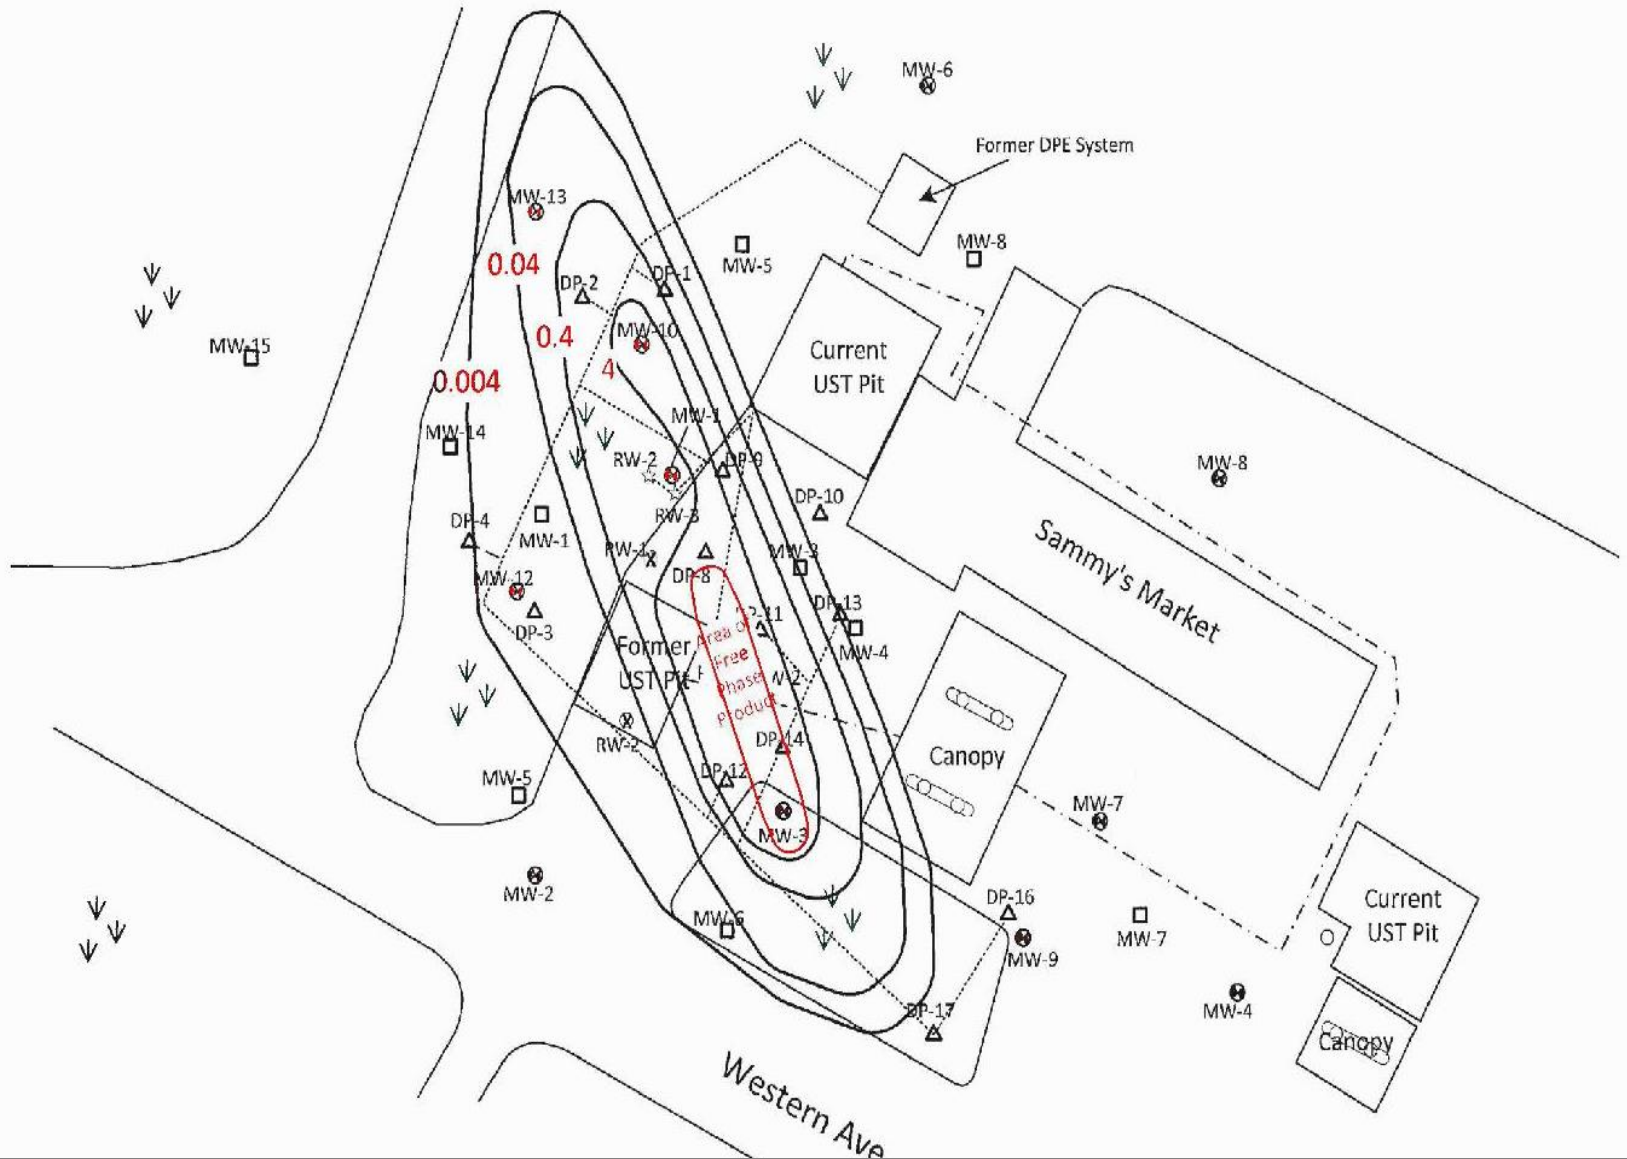 MW-6
Former DPE System
MW-13
MW-8
0.04
MW-5
DP-1
DP-2
MW-10
0.4
MW-15
4
Current
UST Pit
0.004
MW-1
MW-14
RW-2
DP-9
MW-8
DP-10
RW-3
DP-4
MW-1
RW-1
MW-3
Sammy's Market
MW-12
DP-8
DP-3
DP-13
Area of
Free
Phase
Product
MW-4
Former
UST Pit
RW-2
DP-14
Canopy
DP-12
MW-5
MW-3
MW-7
MW-2
DP-16
MW-6
Current
UST Pit
MW-7
MW-9
MW-4
DP-17
Canopy
Western Ave